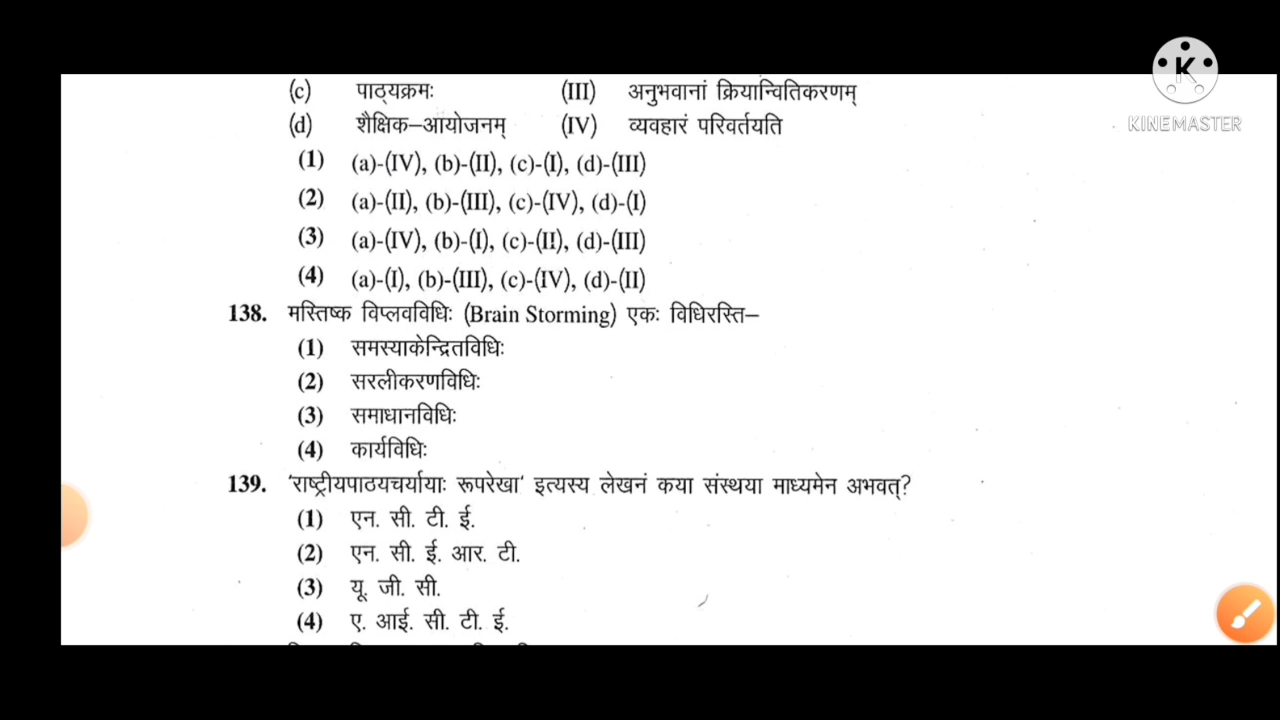 K
KINEMASTER
(c) पाठ्यक्रमः (III) अनुभवानां क्रियान्वितिकरणम्
(d) शैक्षिक–आयोजनम् (IV) व्यवहारं परिवर्तयति
(1) (a)-(IV), (b)-(II), (c)-(I), (d)-(III)
(2) (a)-(II), (b)-(III), (c)-(IV), (d)-(I)
(3) (a)-(IV), (b)-(I), (c)-(II), (d)-(III)
(4) (a)-(I), (b)-(III), (c)-(IV), (d)-(II)
138. मस्तिष्क विप्लवविधिः (Brain Storming) एकः विधिरस्ति–
(1) समस्याकेन्द्रितविधिः
(2) सरलीकरणविधिः
(3) समाधानविधिः
(4) कार्यविधिः
139. 'राष्ट्रीयपाठयचर्यायाः रूपरेखा' इत्यस्य लेखनं कया संस्थया माध्यमेन अभवत्?
(1) एन. सी. टी. ई.
(2) एन. सी. ई. आर. टी.
(3) यू. जी. सी.
(4) ए. आई. सी. टी. ई.